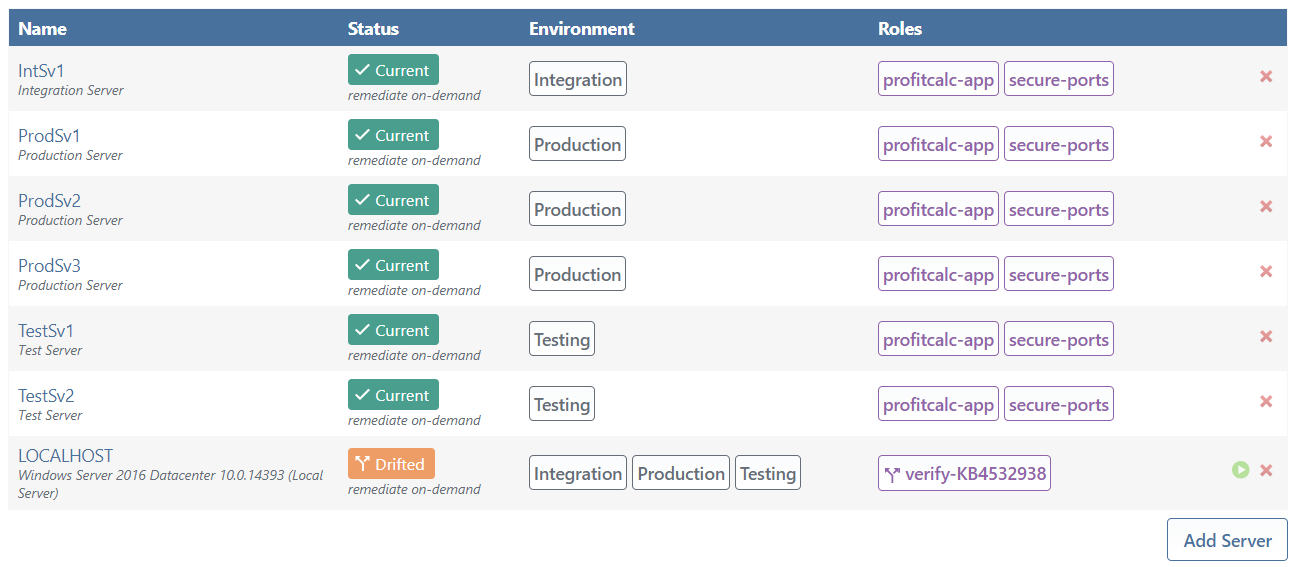 Name Status Environment Roles
IntSv1 Current Integration profitcalc-app secure-ports
Integration Server remediate on-demand
ProdSv1 Current Production profitcalc-app secure-ports
Production Server remediate on-demand
ProdSv2 Current Production profitcalc-app secure-ports
Production Server remediate on-demand
ProdSv3 Current Production profitcalc-app secure-ports
Production Server remediate on-demand
TestSv1 Current Testing profitcalc-app secure-ports
Test Server remediate on-demand
TestSv2 Current Testing profitcalc-app secure-ports
Test Server remediate on-demand
LOCALHOST Drifted Integration Production Testing verify-KB4532938
Windows Server 2016 Datacenter 10.0.14393 (Local
Server) remediate on-demand
Add Server